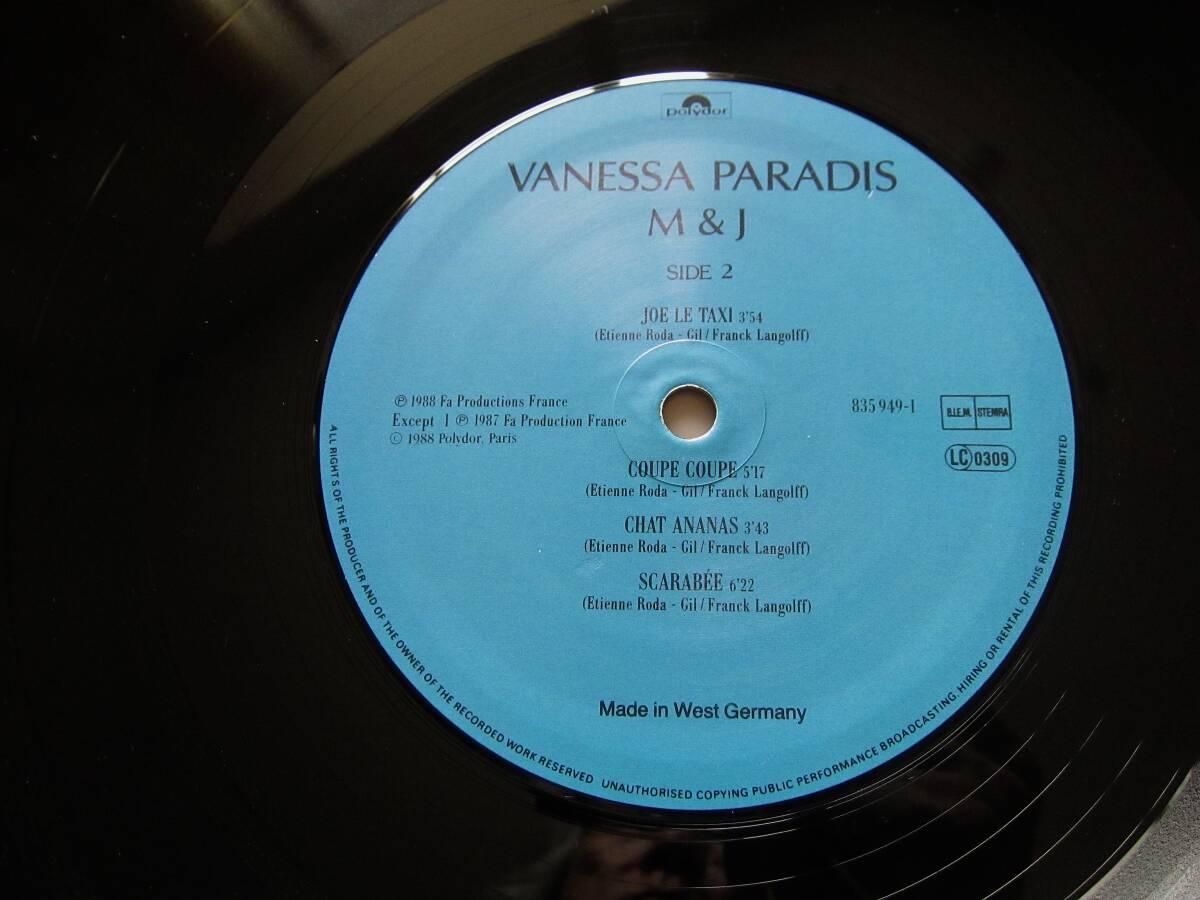 polydor
VANESSA PARADIS
M & J
SIDE 2
JOE LE TAXI 3'54
(Etienne Roda - Gil / Franck Langolff)
℗ 1988 Fa Productions France
Except 1 ℗ 1987 Fa Production France
© 1988 Polydor, Paris
835 949-1
B.I.E.M. STEMRA
LC 0309
COUPE COUPE 5'17
(Etienne Roda - Gil / Franck Langolff)
CHAT ANANAS 3'43
(Etienne Roda - Gil / Franck Langolff)
SCARABÉE 6'22
(Etienne Roda - Gil / Franck Langolff)
Made in West Germany
ALL RIGHTS OF THE PRODUCER AND OF THE OWNER OF THE RECORDED WORK RESERVED UNAUTHORISED COPYING PUBLIC PERFORMANCE BROADCASTING. HIRING OR RENTAL OF THIS RECORDING PROHIBITED